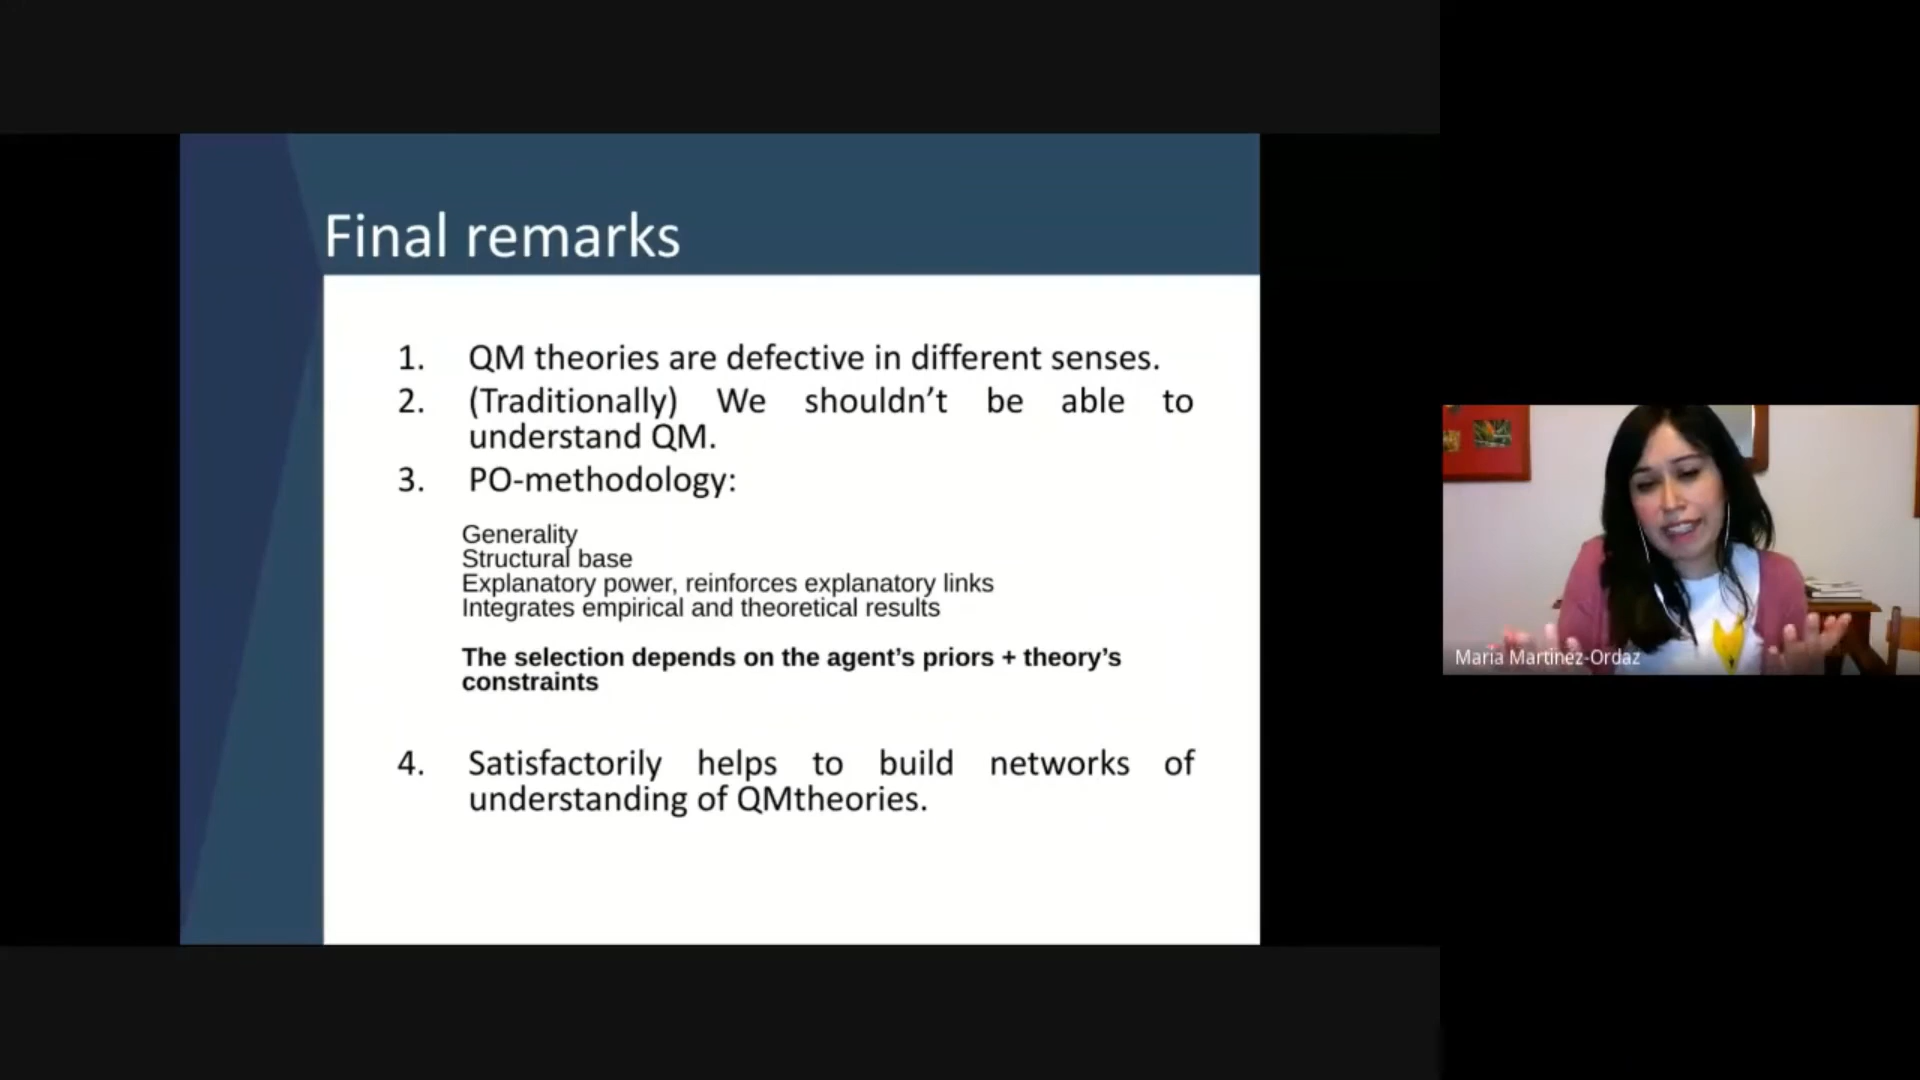 Final remarks
1. QM theories are defective in different senses.
2. (Traditionally) We shouldn’t be able to
understand QM.
3. PO-methodology:
Generality
Structural base
Explanatory power, reinforces explanatory links
Integrates empirical and theoretical results
The selection depends on the agent’s priors + theory’s
constraints
4. Satisfactorily helps to build networks of
understanding of QMtheories.
Maria Martinez-Ordaz